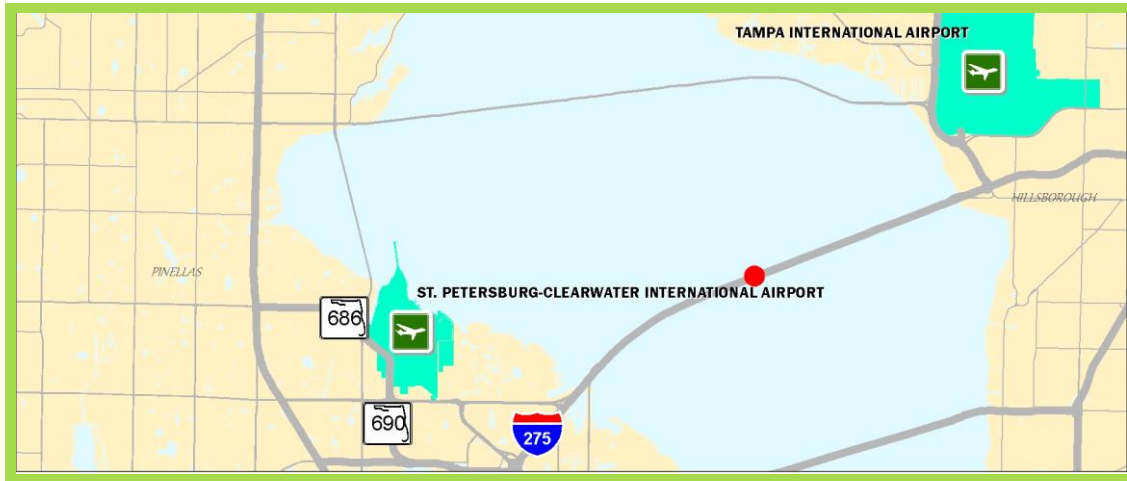 TAMPA INTERNATIONAL AIRPORT
HILLSBOROUGH
PINELLAS
ST. PETERSBURG-CLEARWATER INTERNATIONAL AIRPORT
686
690
275